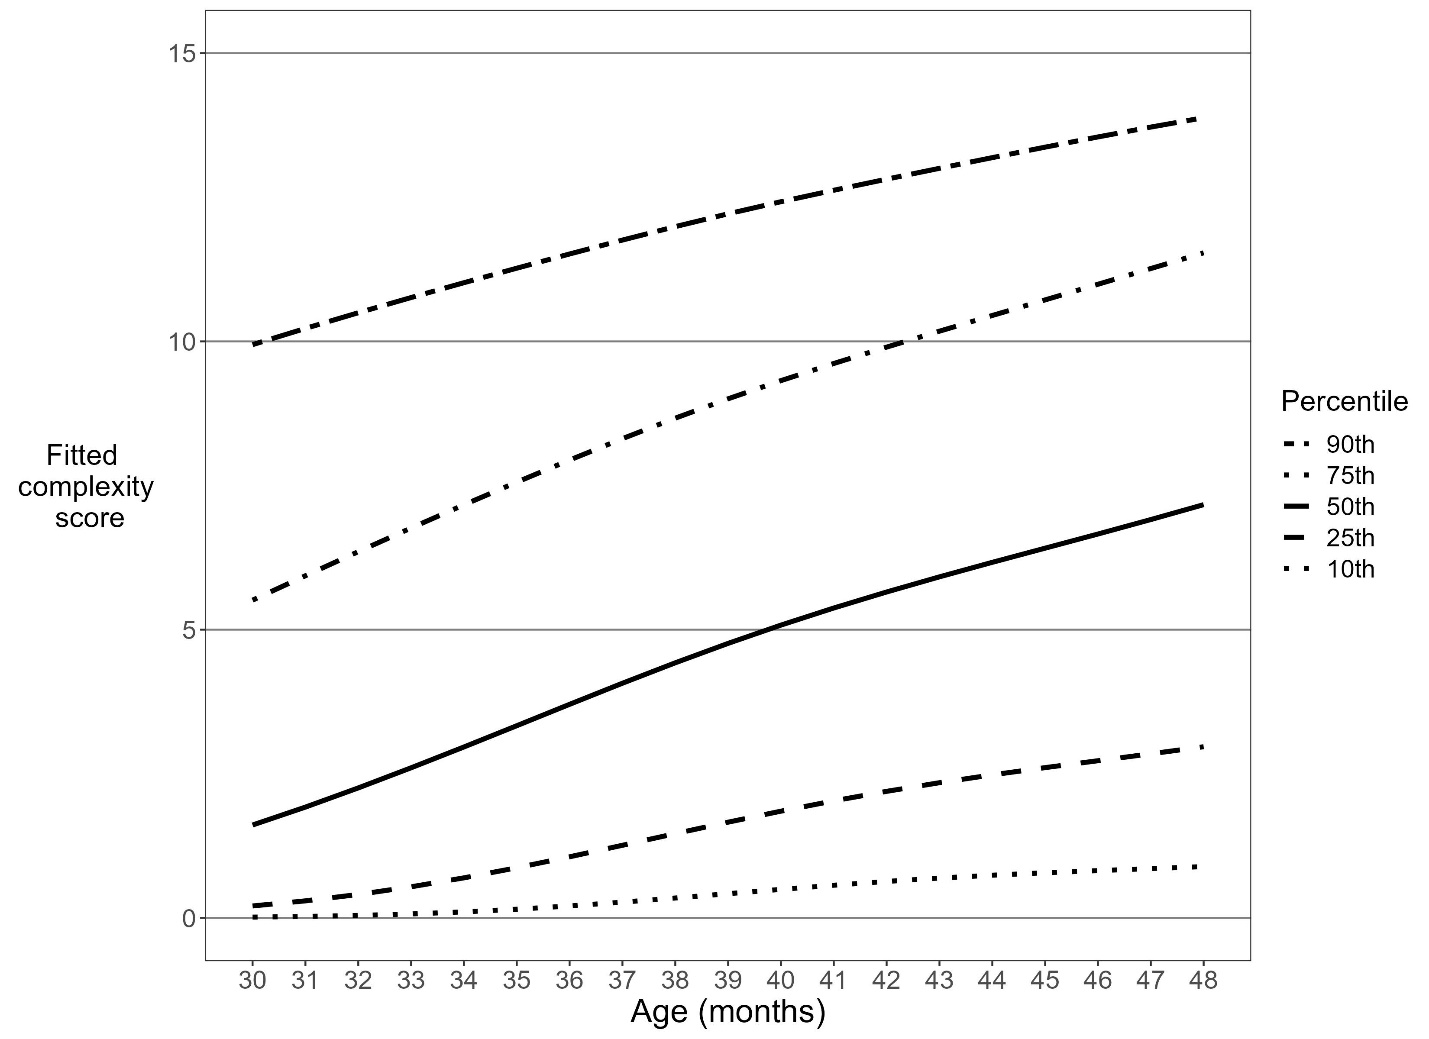 15
10
5
0
Fitted
complexity
score
30 31 32 33 34 35 36 37 38 39 40 41 42 43 44 45 46 47 48
Age (months)
Percentile
90th
75th
50th
25th
10th